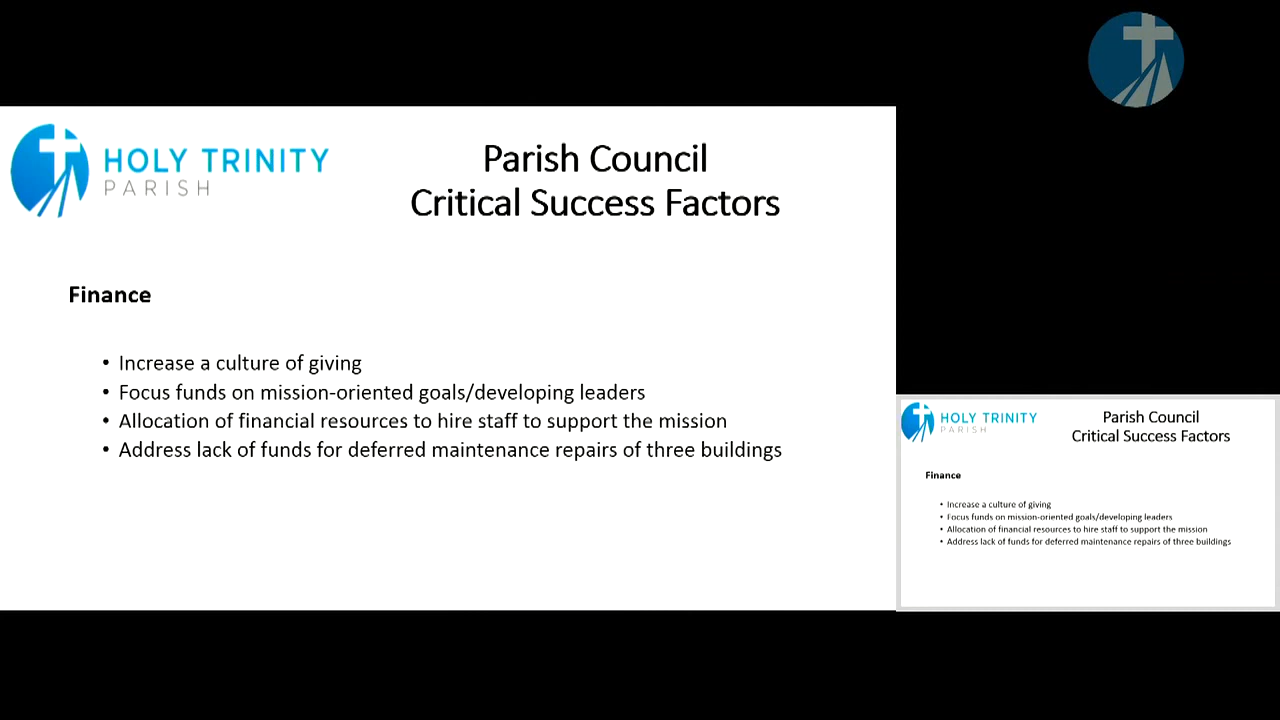 HOLY TRINITY
PARISH
Parish Council
Critical Success Factors
Finance
• Increase a culture of giving
• Focus funds on mission-oriented goals/developing leaders
• Allocation of financial resources to hire staff to support the mission
• Address lack of funds for deferred maintenance repairs of three buildings
HOLY TRINITY
PARISH
Parish Council
Critical Success Factors
Finance
• Increase a culture of giving
• Focus funds on mission-oriented goals/developing leaders
• Allocation of financial resources to hire staff to support the mission
• Address lack of funds for deferred maintenance repairs of three buildings